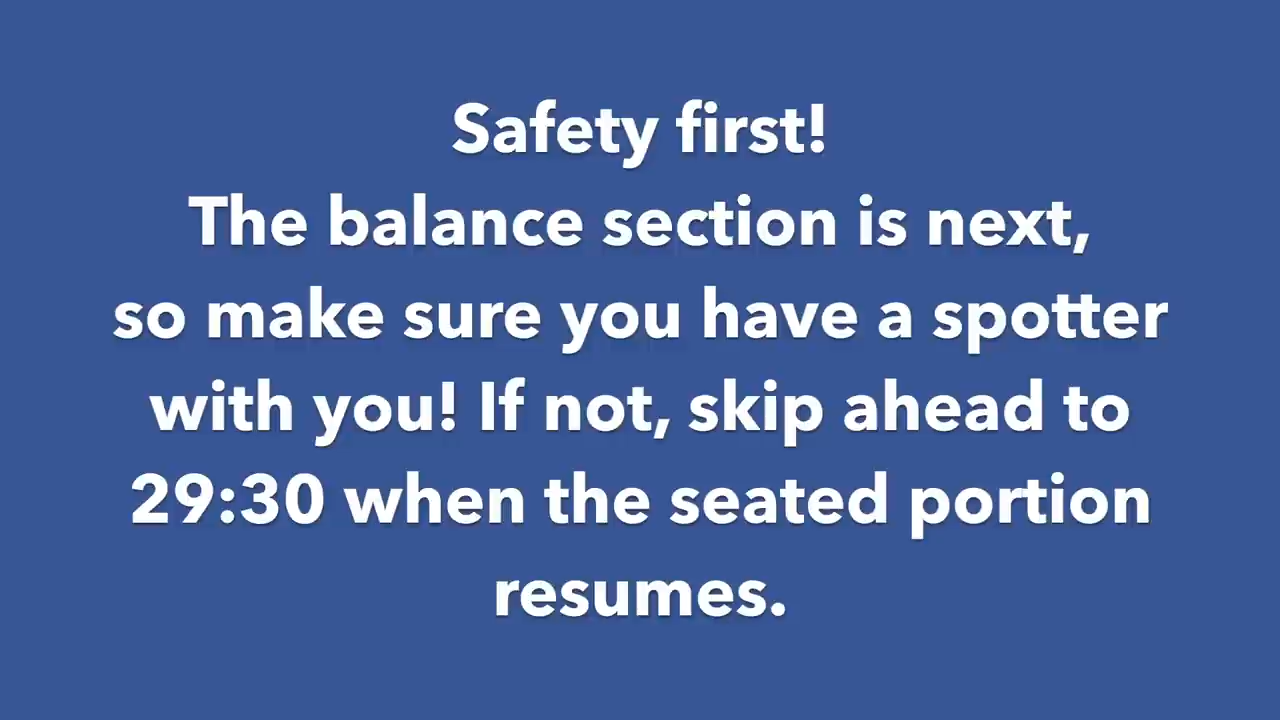 Safety first!
The balance section is next,
so make sure you have a spotter
with you! If not, skip ahead to
29:30 when the seated portion
resumes.